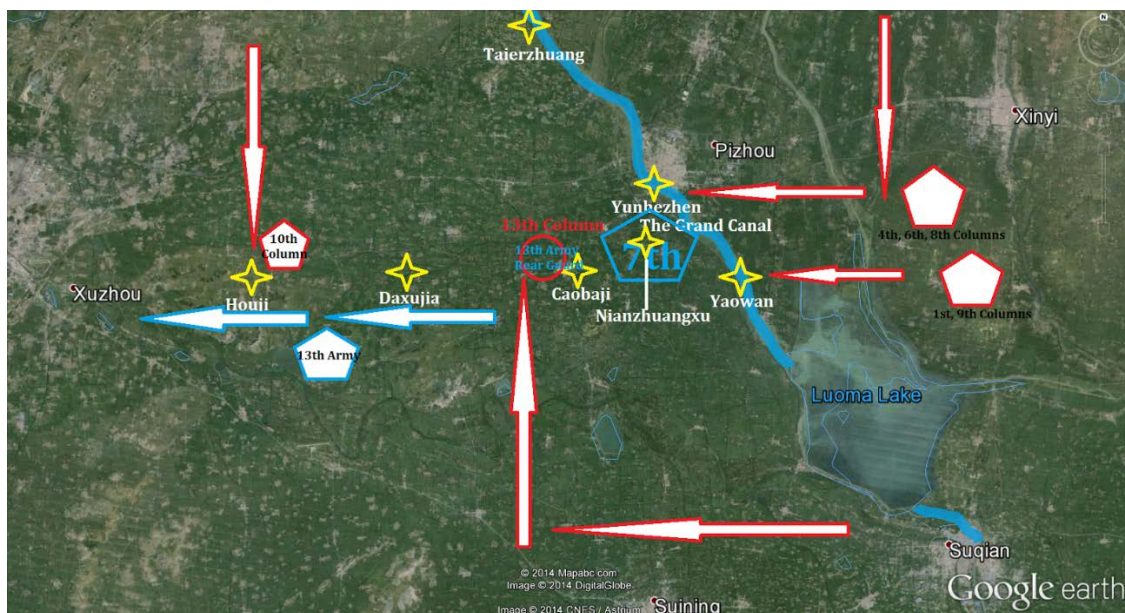 Taierzhuang
N
Xinyi
Pizhou
Yunhezhen
The Grand Canal
4th, 6th, 8th Columns
10th
Column
Xuzhou
Houji
Daxujia
13th Column
13th Army
Rear Guard
Caobaji
7th
Nianzhuangxu
Yaowan
1st, 9th Columns
13th Army
Luoma Lake
Suqian
© 2014 Mapabc.com
Image © 2014 DigitalGlobe
Image © 2014 CNES / Astrium
Suining
Google earth